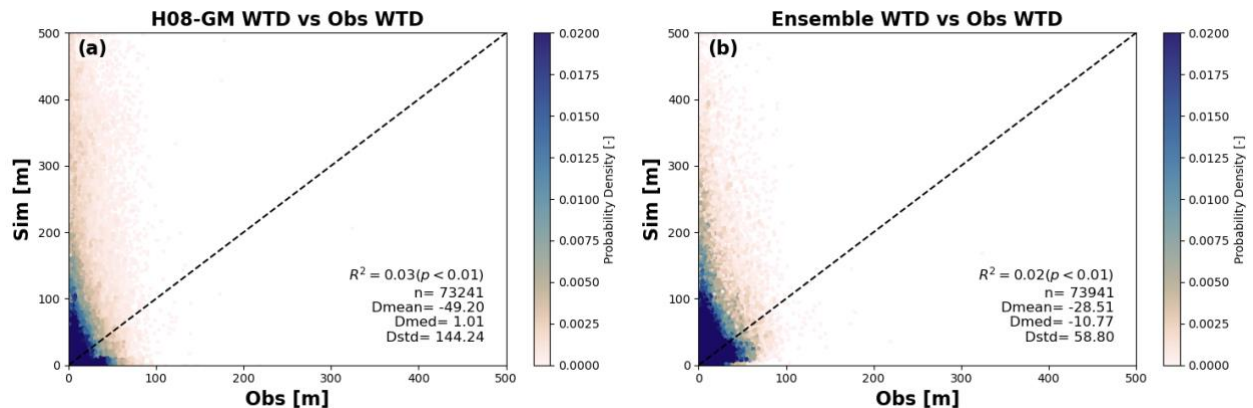 H08-GM WTD vs Obs WTD
(a)
500
400
300
200
100
0
Sim [m]
0 100 200 300 400 500
Obs [m]
R² = 0.03(p < 0.01)
n= 73241
Dmean= -49.20
Dmed= 1.01
Dstd= 144.24
0.0200
0.0175
0.0150
0.0125
0.0100
0.0075
0.0050
0.0025
0.0000
Probability Density [-]
Ensemble WTD vs Obs WTD
(b)
500
400
300
200
100
0
Sim [m]
0 100 200 300 400 500
Obs [m]
R² = 0.02(p < 0.01)
n= 73941
Dmean= -28.51
Dmed= -10.77
Dstd= 58.80
0.0200
0.0175
0.0150
0.0125
0.0100
0.0075
0.0050
0.0025
0.0000
Probability Density [-]